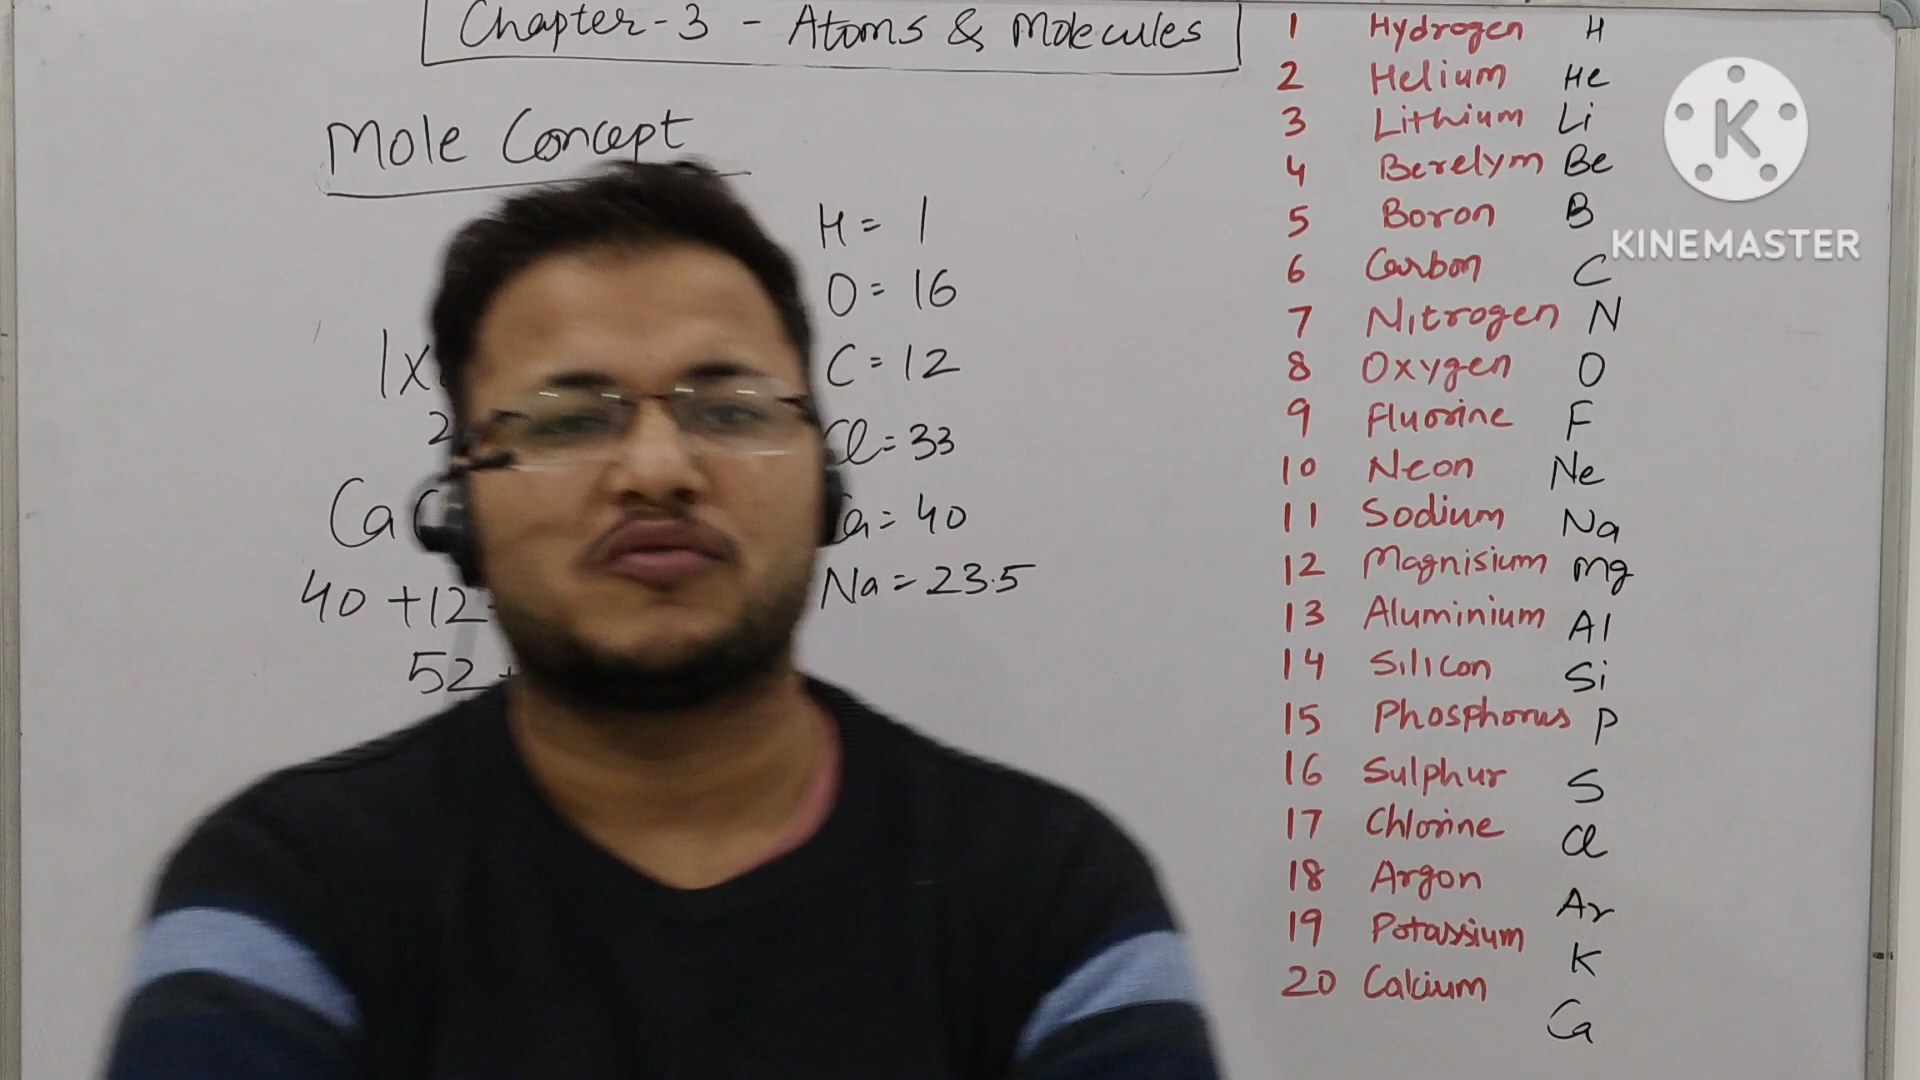 Chapter-3 - Atoms & Molecules
Mole Concept
H = 1
O = 16
1x
C = 12
2
Cl = 33
Ca C
a = 40
40 + 12
Na = 23.5
52 +
1 Hydrogen H
2 Helium He
3 Lithium Li
4 Berelym Be
5 Boron B
6 Carbon C
7 Nitrogen N
8 Oxygen O
9 Fluorine F
10 Neon Ne
11 Sodium Na
12 Magnisium Mg
13 Aluminium Al
14 Silicon Si
15 Phosphorus P
16 Sulphur S
17 Chlorine Cl
18 Argon Ar
19 Potassium K
20 Calcium Ca
K
KINEMASTER